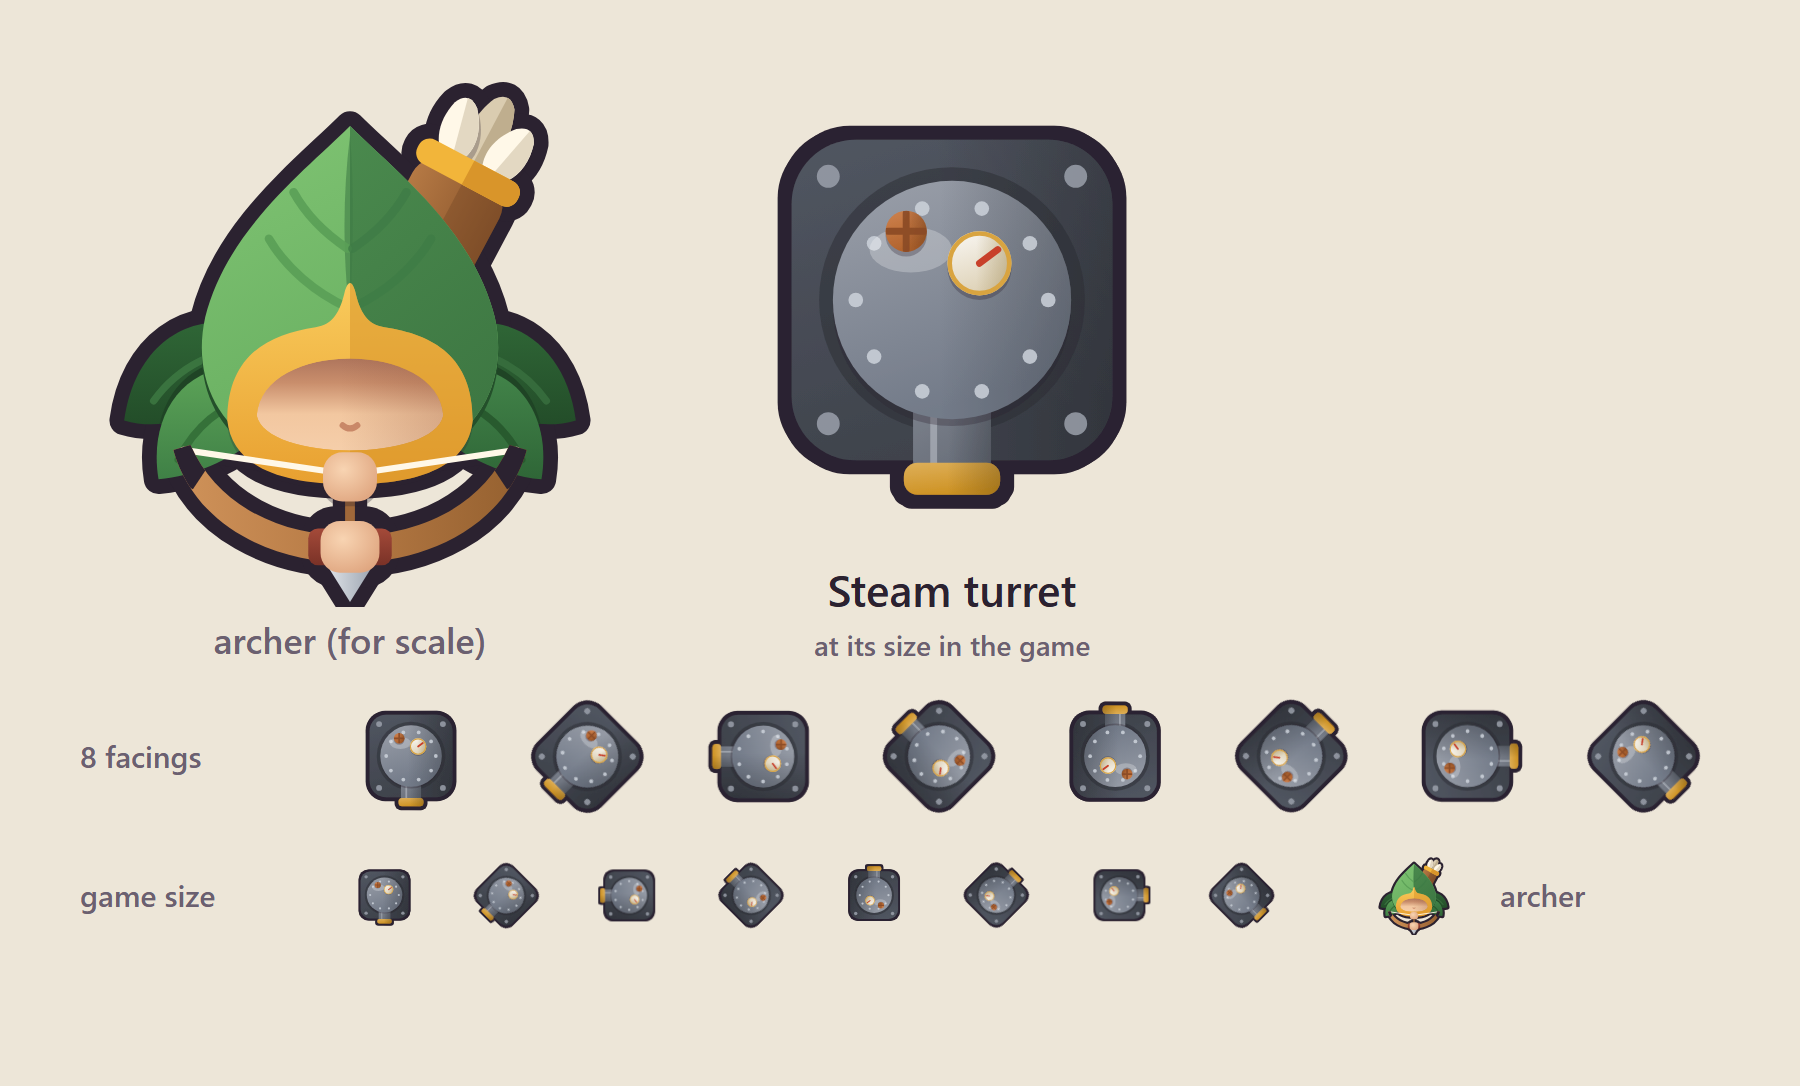 archer (for scale)
Steam turret
at its size in the game
8 facings
game size
archer